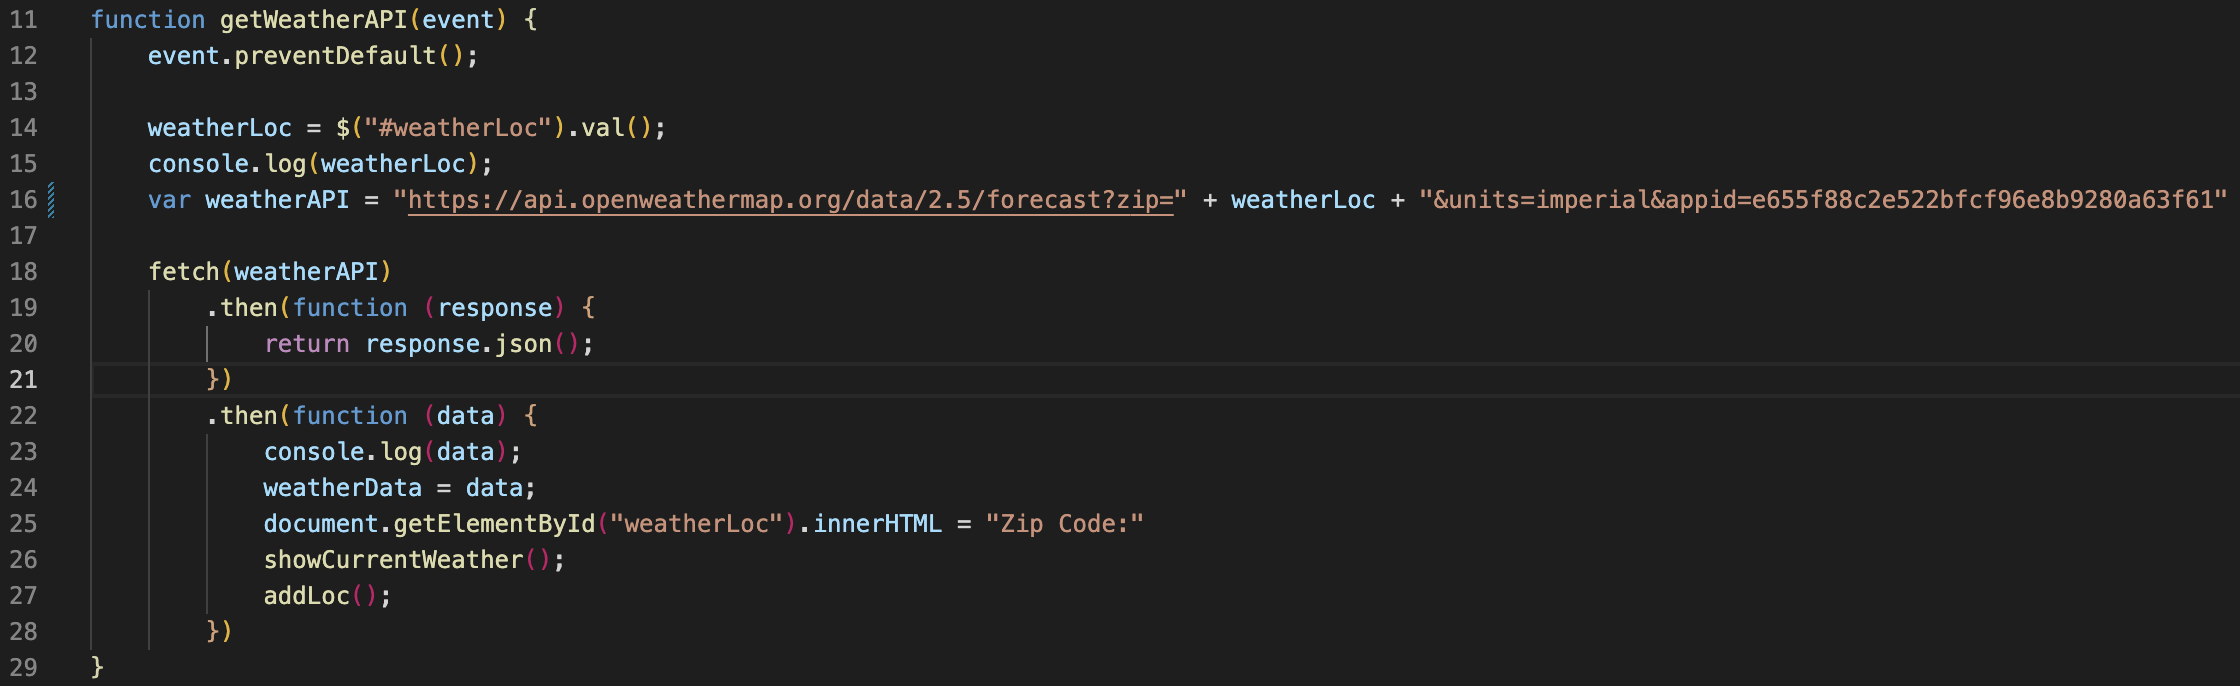 11 function getWeatherAPI(event) {
12 event.preventDefault();
13
14 weatherLoc = $("#weatherLoc").val();
15 console.log(weatherLoc);
16 var weatherAPI = "https://api.openweathermap.org/data/2.5/forecast?zip=" + weatherLoc + "&units=imperial&appid=e655f88c2e522bfcf96e8b9280a63f61"
17
18 fetch(weatherAPI)
19 .then(function (response) {
20 return response.json();
21 })
22 .then(function (data) {
23 console.log(data);
24 weatherData = data;
25 document.getElementById("weatherLoc").innerHTML = "Zip Code:"
26 showCurrentWeather();
27 addLoc();
28 })
29 }